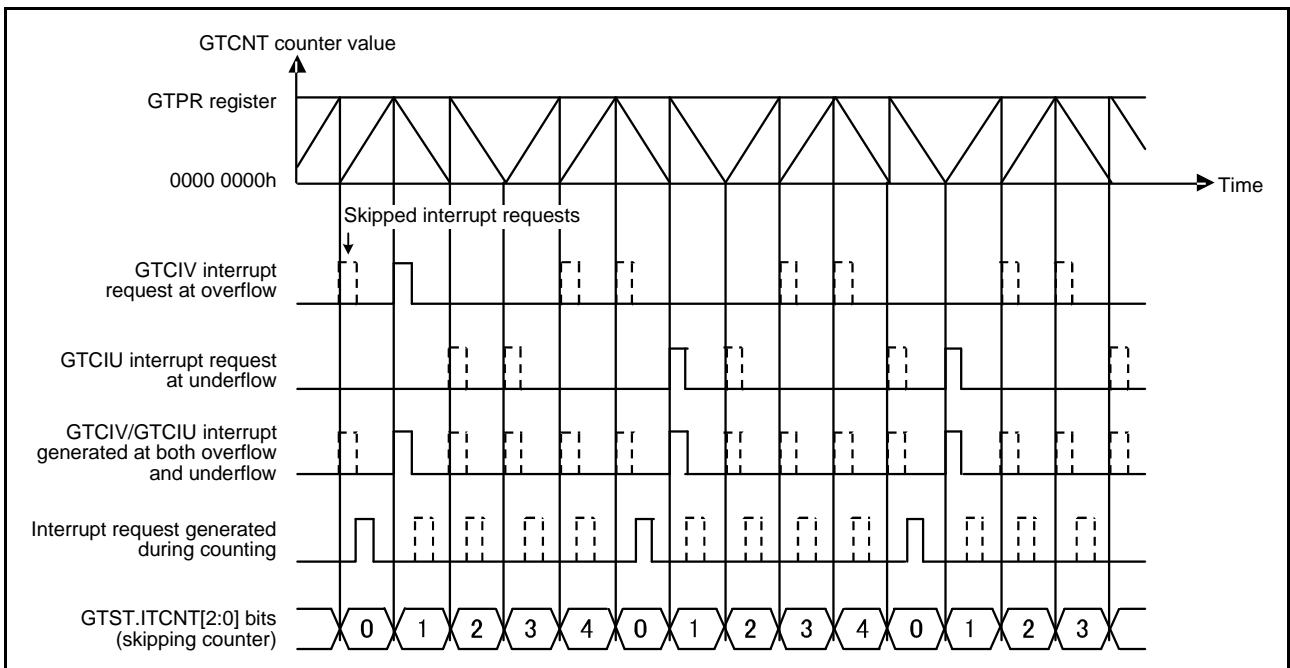 GTCNT counter value
GTPR register
0000 0000h
Time
Skipped interrupt requests
GTCIV interrupt
request at overflow
GTCIU interrupt request
at underflow
GTCIV/GTCIU interrupt
generated at both overflow
and underflow
Interrupt request generated
during counting
GTST.ITCNT[2:0] bits
(skipping counter)
0 1 2 3 4 0 1 2 3 4 0 1 2 3